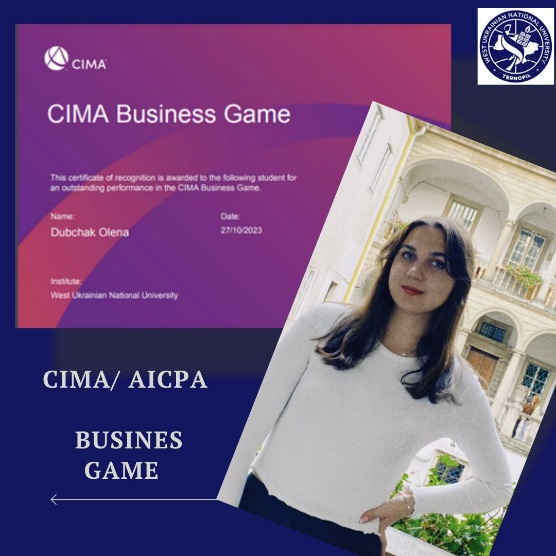 WEST UKRAINIAN NATIONAL UNIVERSITY
TERNOPIL
CIMA
CIMA Business Game
This certificate of recognition is awarded to the following student for
an outstanding performance in the CIMA Business Game.
Name:
Date:
Dubchak Olena
27/10/2023
Institute:
West Ukrainian National University
CIMA/ AICPA
BUSINES
GAME